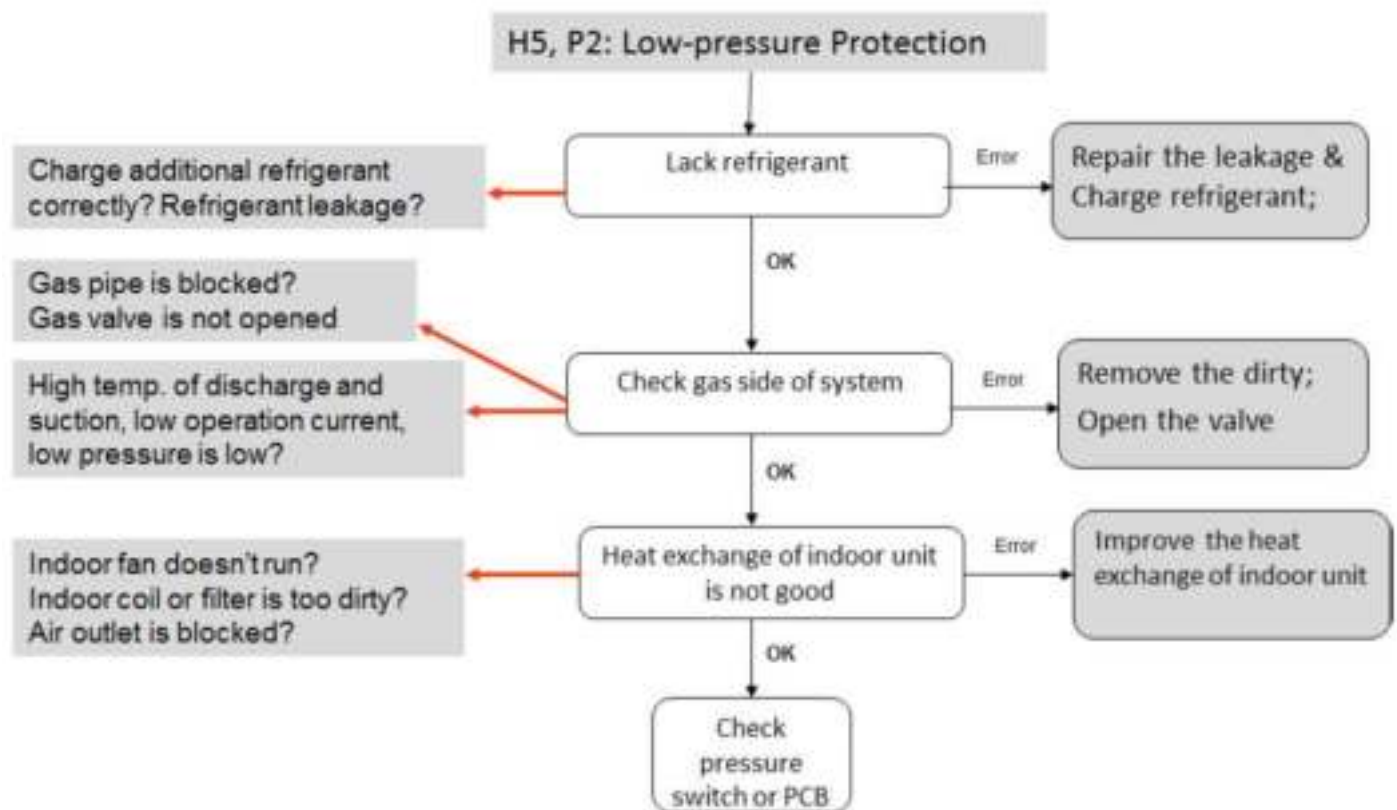 H5, P2: Low-pressure Protection
Lack refrigerant
Error
Repair the leakage &
Charge refrigerant;
Charge additional refrigerant
correctly? Refrigerant leakage?
OK
Gas pipe is blocked?
Gas valve is not opened
High temp. of discharge and
suction, low operation current,
low pressure is low?
Check gas side of system
Error
Remove the dirty;
Open the valve
OK
Indoor fan doesn't run?
Indoor coil or filter is too dirty?
Air outlet is blocked?
Heat exchange of indoor unit
is not good
Error
Improve the heat
exchange of indoor unit
OK
Check
pressure
switch or PCB